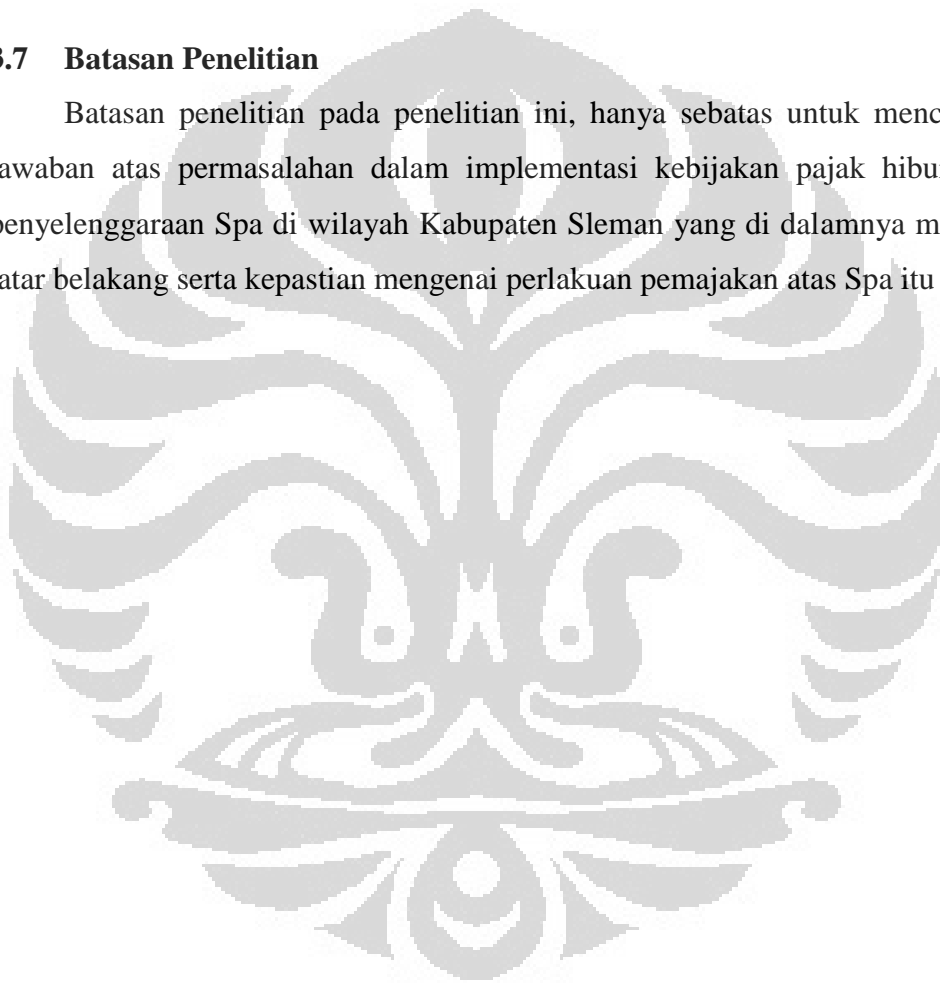 3.7 Batasan Penelitian
Batasan penelitian pada penelitian ini, hanya sebatas untuk
awaban atas permasalahan dalam implementasi kebijakan pajak
penyelenggaraan Spa di wilayah Kabupaten Sleman yang di dalamnya
atar belakang serta kepastian mengenai perlakuan pemajakan atas Spa itu